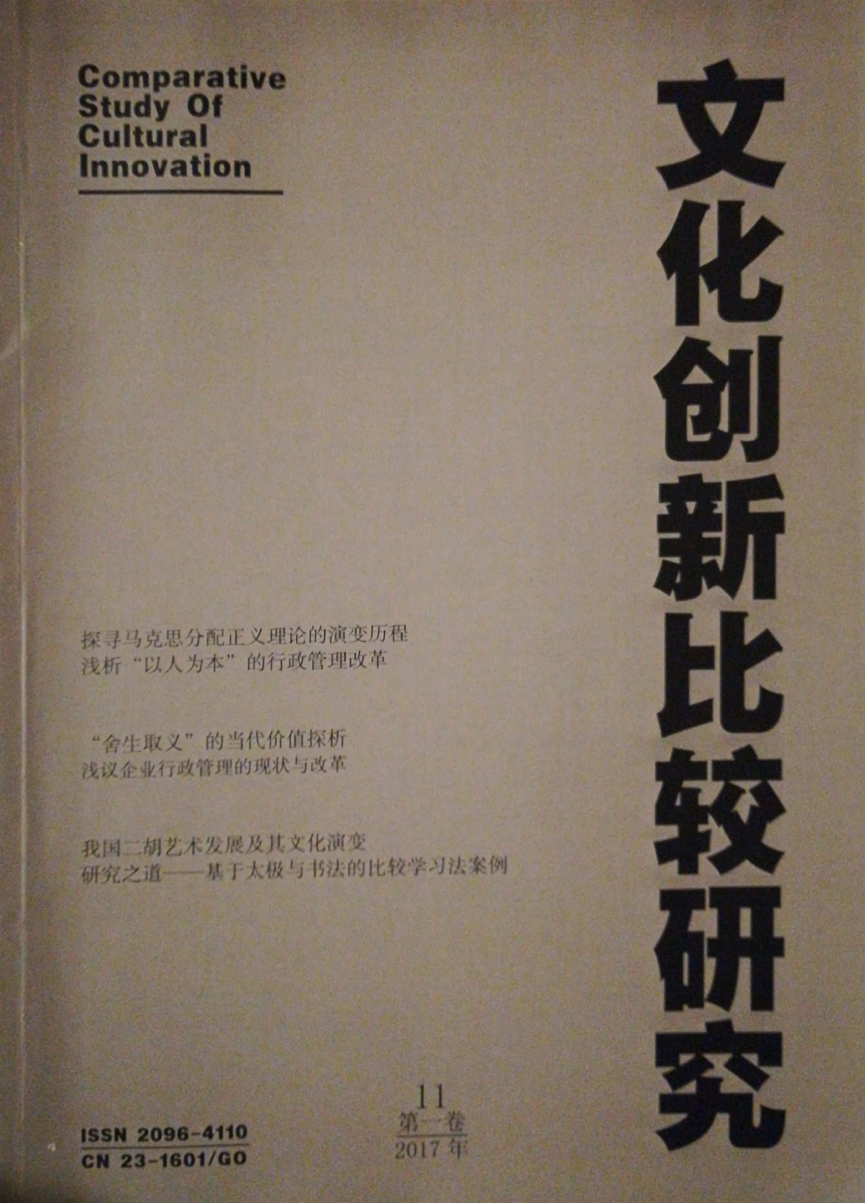 Comparative
Study Of
Cultural
Innovation
文化创新比较研究
探寻马克思分配正义理论的演变历程
浅析“以人为本”的行政管理改革
“舍生取义”的当代价值探析
浅议企业行政管理的现状与改革
我国二胡艺术发展及其文化演变
研究之道——基于太极与书法的比较学习法案例
11
第一卷
2017年
ISSN 2096-4110
CN 23-1601/GO